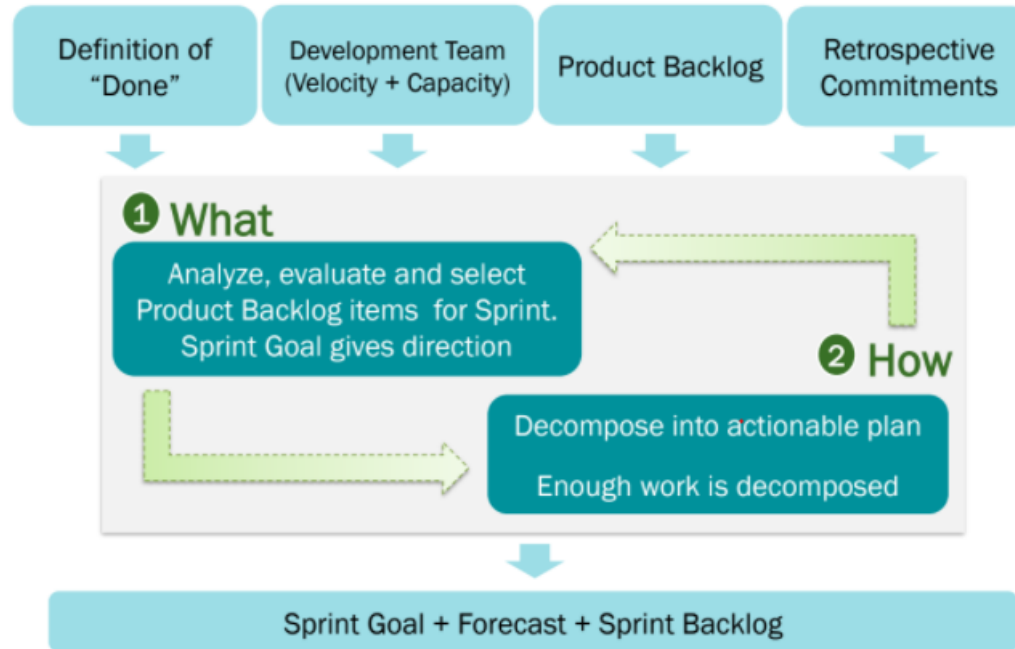 Definition of
“Done”
Development Team
(Velocity + Capacity)
Product Backlog
Retrospective
Commitments
1 What
Analyze, evaluate and select
Product Backlog items for Sprint.
Sprint Goal gives direction
2 How
Decompose into actionable plan
Enough work is decomposed
Sprint Goal + Forecast + Sprint Backlog